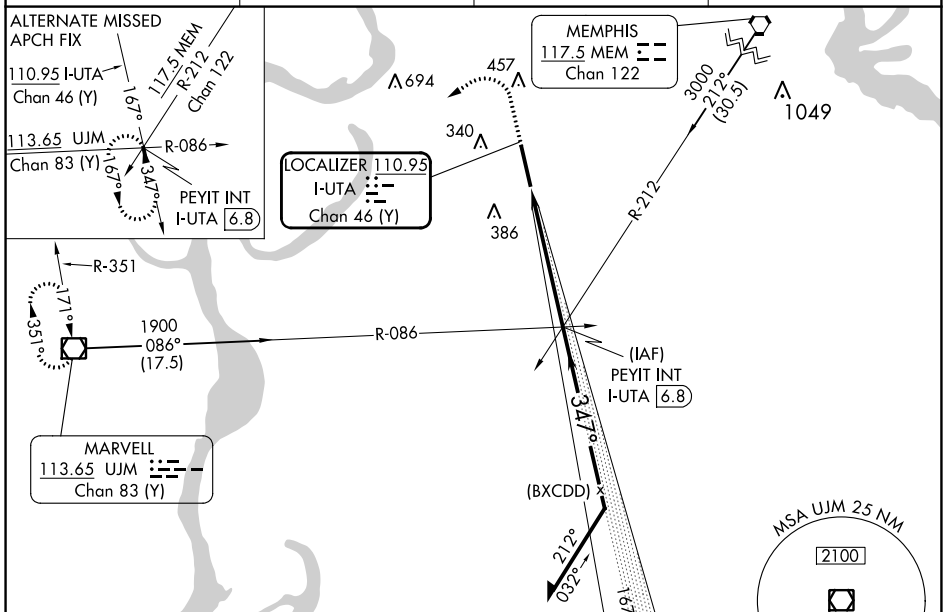 ALTERNATE MISSED
APCH FIX
110.95 I-UTA
Chan 46 (Y)
117.5 MEM
R-212
Chan 122
167°
113.65 UJM
Chan 83 (Y)
R-086
167°
347°
PEYIT INT
I-UTA 6.8
694
457
MEMPHIS
117.5 MEM
Chan 122
3000
212°
(30.5)
1049
340
LOCALIZER 110.95
I-UTA
Chan 46 (Y)
386
R-212
R-351
171°
351°
1900
086°
(17.5)
R-086
(IAF)
PEYIT INT
I-UTA 6.8
347°
MARVELL
113.65 UJM
Chan 83 (Y)
(BXCDD) x
212°
032°
167
MSA UJM 25 NM
2100